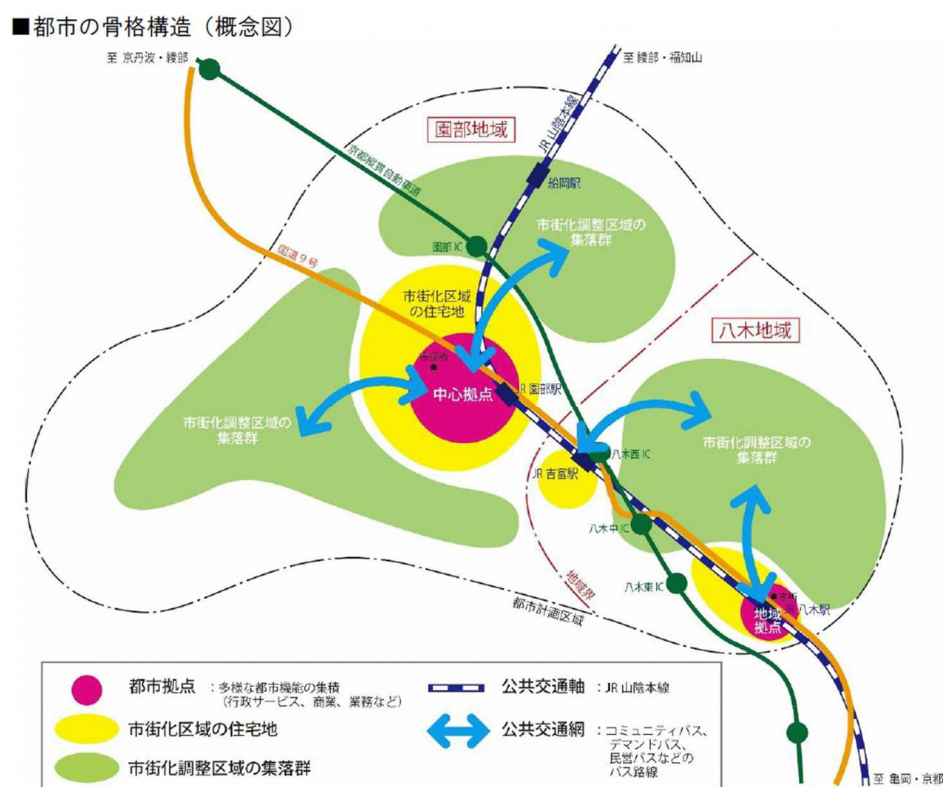 ■都市の骨格構造（概念図）
至 京丹波・綾部
至 綾部・福知山
JR山陰本線
園部地域
京都縦貫自動車道
船岡駅
市街化調整区域の
集落群
園部IC
国道9号
市街化区域
の住宅地
八木地域
市役所
中心拠点
JR園部駅
市街化調整区域の
集落群
市街化調整区域の
集落群
八木西IC
JR吉富駅
八木中IC
八木東IC
地域界
都市計画区域
支所
JR八木駅
地域
拠点
都市拠点
：多様な都市機能の集積
（行政サービス、商業、業務など）
市街化区域の住宅地
市街化調整区域の集落群
公共交通軸
：JR山陰本線
公共交通網
：コミュニティバス、
デマンドバス、
民営バスなどの
バス路線
至 亀岡・京都